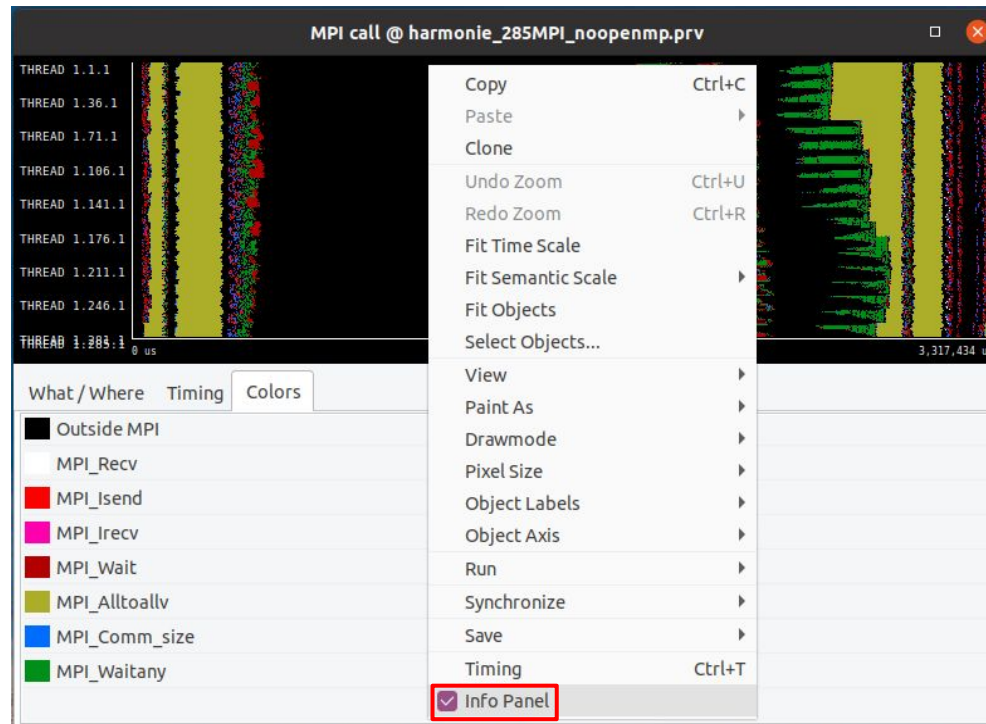 MPI call @ harmonie_285MPI_noopenmp.prv
THREAD 1.1.1
THREAD 1.36.1
THREAD 1.71.1
THREAD 1.106.1
THREAD 1.141.1
THREAD 1.176.1
THREAD 1.211.1
THREAD 1.246.1
THREAD 1.285.1
0 us
3,317,434 u
What / Where Timing Colors
Outside MPI
MPI_Recv
MPI_Isend
MPI_Irecv
MPI_Wait
MPI_Alltoallv
MPI_Comm_size
MPI_Waitany
Copy Ctrl+C
Paste
Clone
Undo Zoom Ctrl+U
Redo Zoom Ctrl+R
Fit Time Scale
Fit Semantic Scale
Fit Objects
Select Objects...
View
Paint As
Drawmode
Pixel Size
Object Labels
Object Axis
Run
Synchronize
Save
Timing Ctrl+T
Info Panel